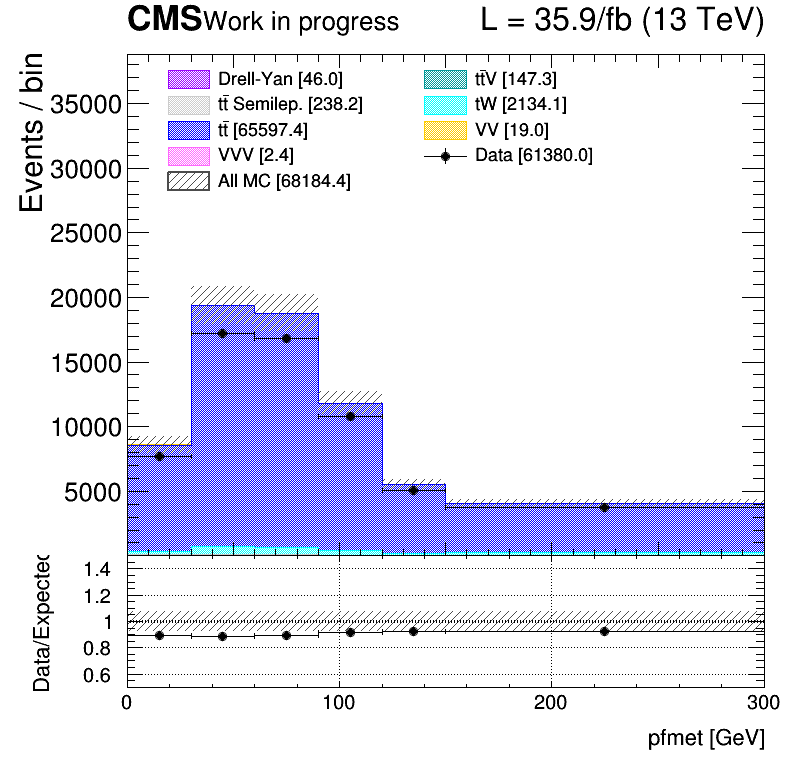 CMS Work in progress L = 35.9/fb (13 TeV)
Events / bin
Drell-Yan [46.0]
tt̄ Semilep. [238.2]
tt̄ [65597.4]
VVV [2.4]
All MC [68184.4]
tt̄V [147.3]
tW [2134.1]
VV [19.0]
Data [61380.0]
35000
30000
25000
20000
15000
10000
5000
Data/Expected
1.4
1.2
1
0.8
0.6
0 100 200 300
pfmet [GeV]